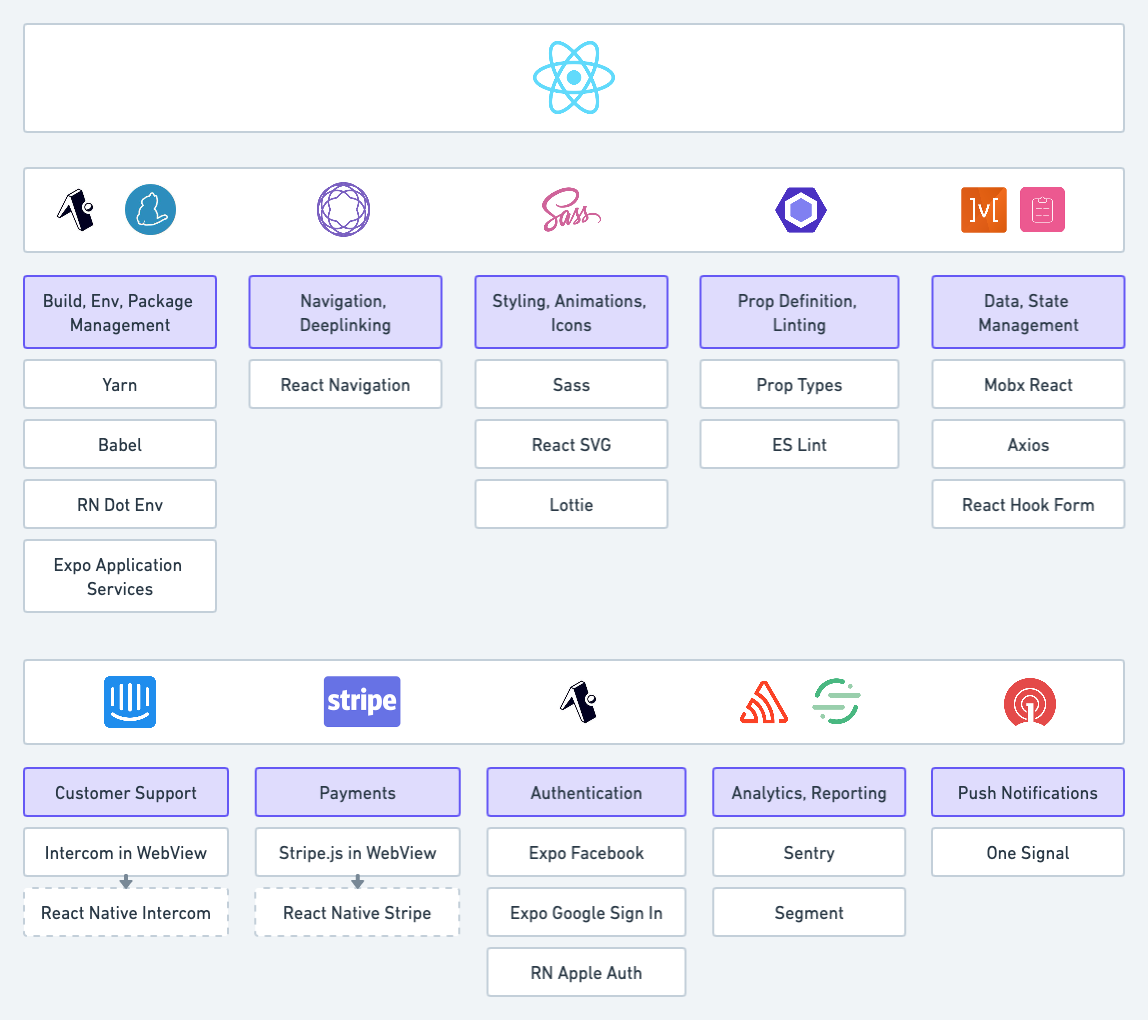 Sass
]v[
Build, Env, Package
Management
Navigation,
Deeplinking
Styling, Animations,
Icons
Prop Definition,
Linting
Data, State
Management
Yarn
React Navigation
Sass
Prop Types
Mobx React
Babel
React SVG
ES Lint
Axios
RN Dot Env
Lottie
React Hook Form
Expo Application
Services
stripe
Customer Support
Payments
Authentication
Analytics, Reporting
Push Notifications
Intercom in WebView
Stripe.js in WebView
Expo Facebook
Sentry
One Signal
React Native Intercom
React Native Stripe
Expo Google Sign In
Segment
RN Apple Auth